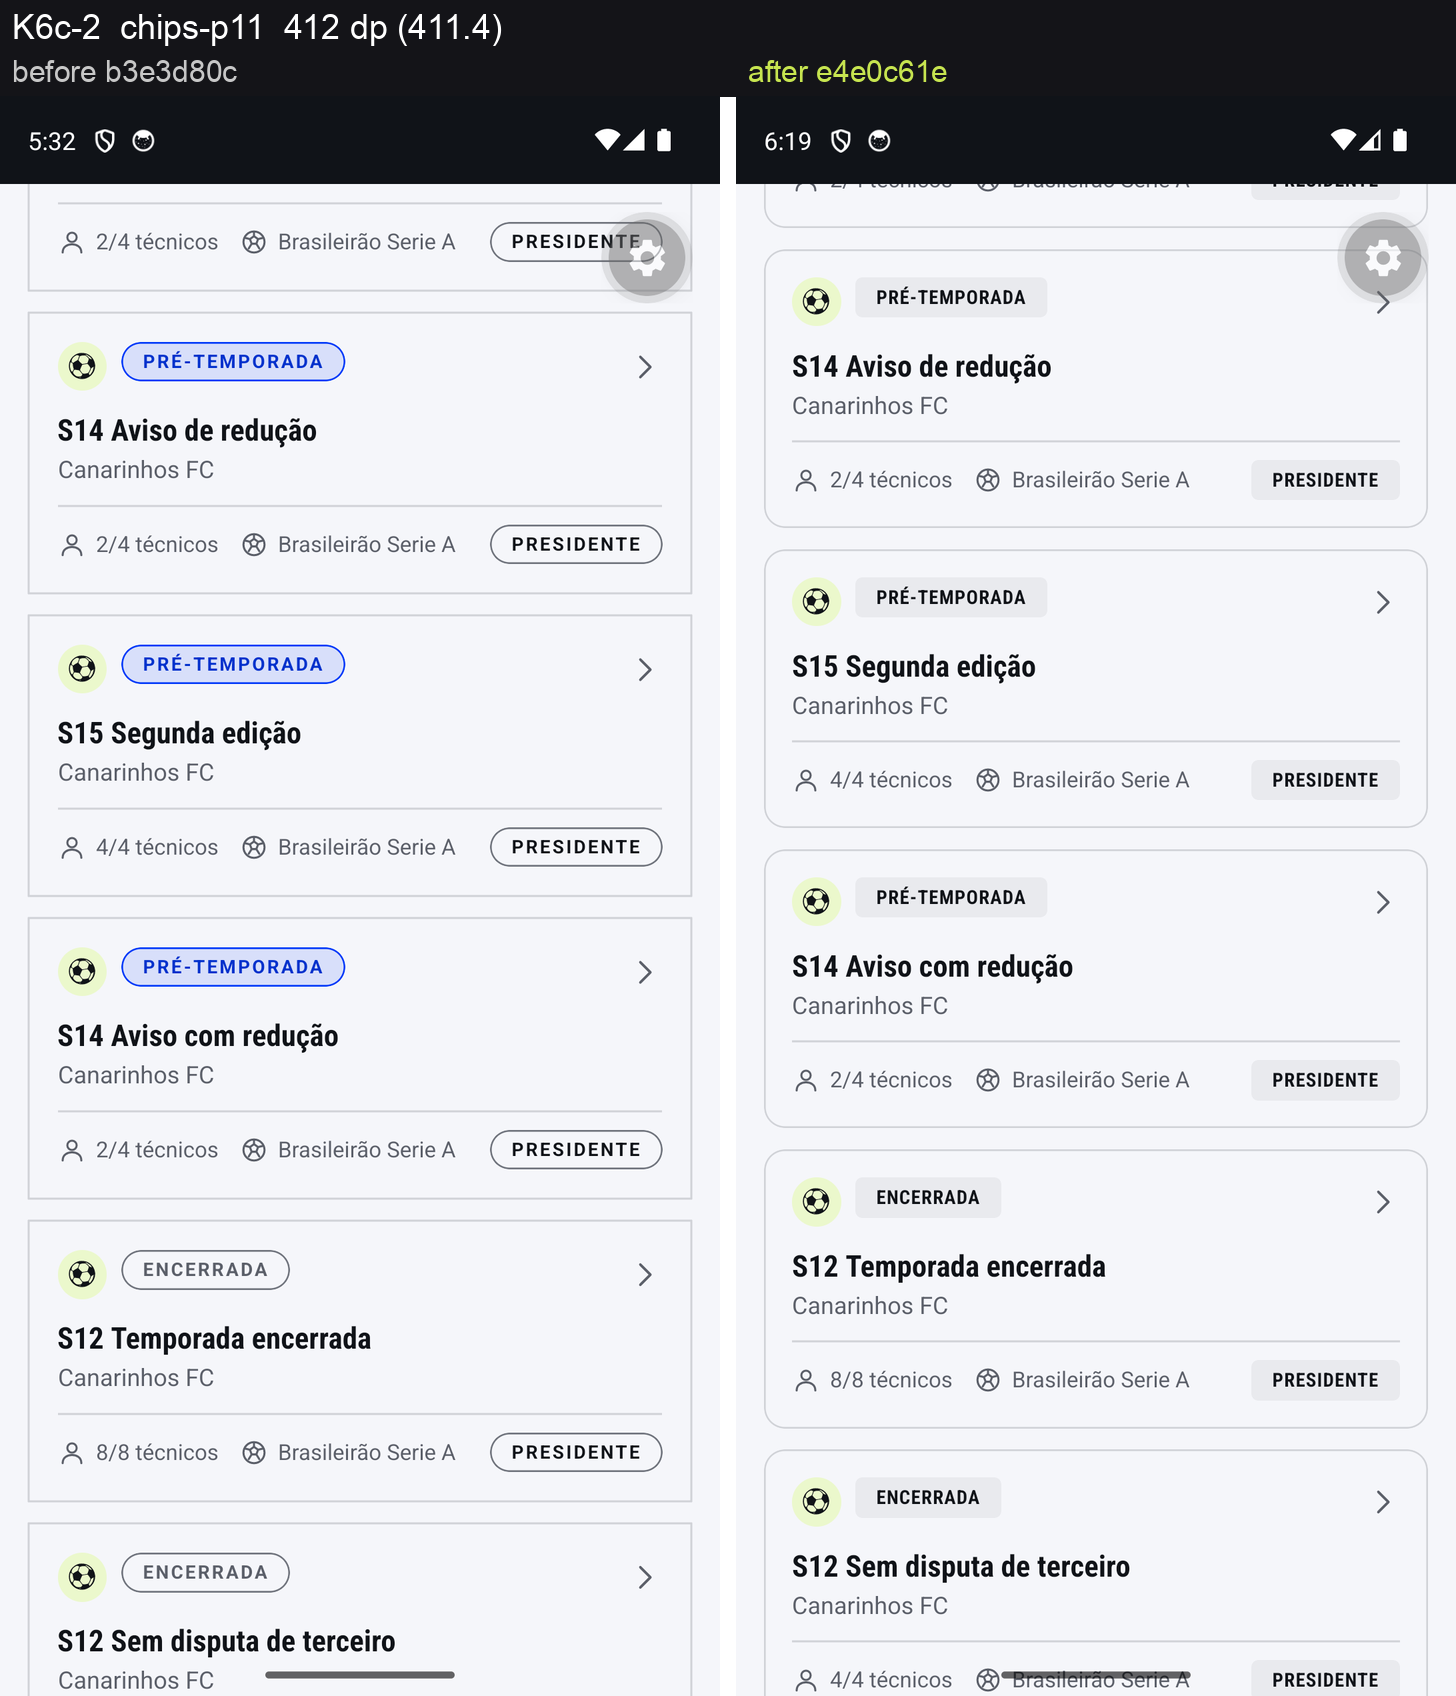 K6c-2 chips-p11 412 dp (411.4)
before b3e3d80c
after e4e0c61e
5:32
2/4 técnicos Brasileirão Serie A PRESIDENTE
PRÉ-TEMPORADA
S14 Aviso de redução
Canarinhos FC
2/4 técnicos Brasileirão Serie A PRESIDENTE
PRÉ-TEMPORADA
S15 Segunda edição
Canarinhos FC
4/4 técnicos Brasileirão Serie A PRESIDENTE
PRÉ-TEMPORADA
S14 Aviso com redução
Canarinhos FC
2/4 técnicos Brasileirão Serie A PRESIDENTE
ENCERRADA
S12 Temporada encerrada
Canarinhos FC
8/8 técnicos Brasileirão Serie A PRESIDENTE
ENCERRADA
S12 Sem disputa de terceiro
Canarinhos FC
6:19
2/4 técnicos Brasileirão Serie A PRESIDENTE
PRÉ-TEMPORADA
S14 Aviso de redução
Canarinhos FC
2/4 técnicos Brasileirão Serie A PRESIDENTE
PRÉ-TEMPORADA
S15 Segunda edição
Canarinhos FC
4/4 técnicos Brasileirão Serie A PRESIDENTE
PRÉ-TEMPORADA
S14 Aviso com redução
Canarinhos FC
2/4 técnicos Brasileirão Serie A PRESIDENTE
ENCERRADA
S12 Temporada encerrada
Canarinhos FC
8/8 técnicos Brasileirão Serie A PRESIDENTE
ENCERRADA
S12 Sem disputa de terceiro
Canarinhos FC
4/4 técnicos Brasileirão Serie A PRESIDENTE